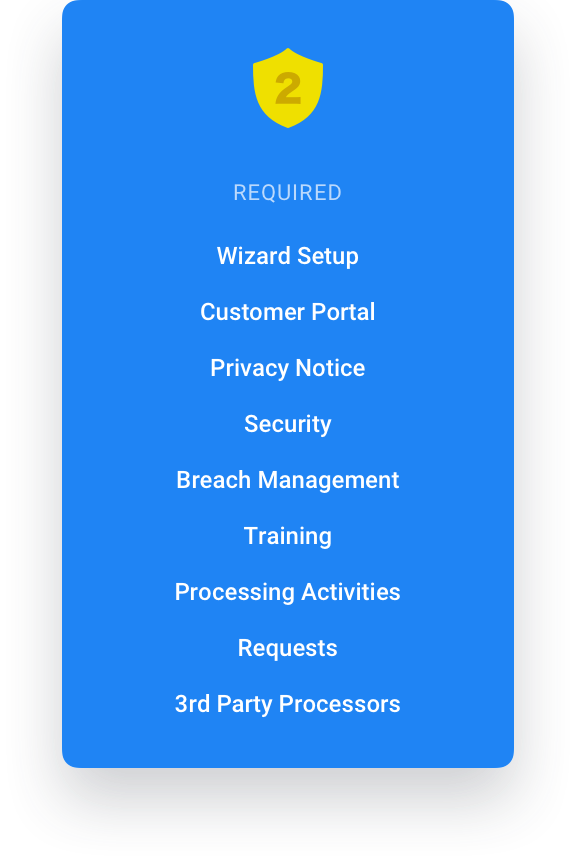 2
REQUIRED
Wizard Setup
Customer Portal
Privacy Notice
Security
Breach Management
Training
Processing Activities
Requests
3rd Party Processors